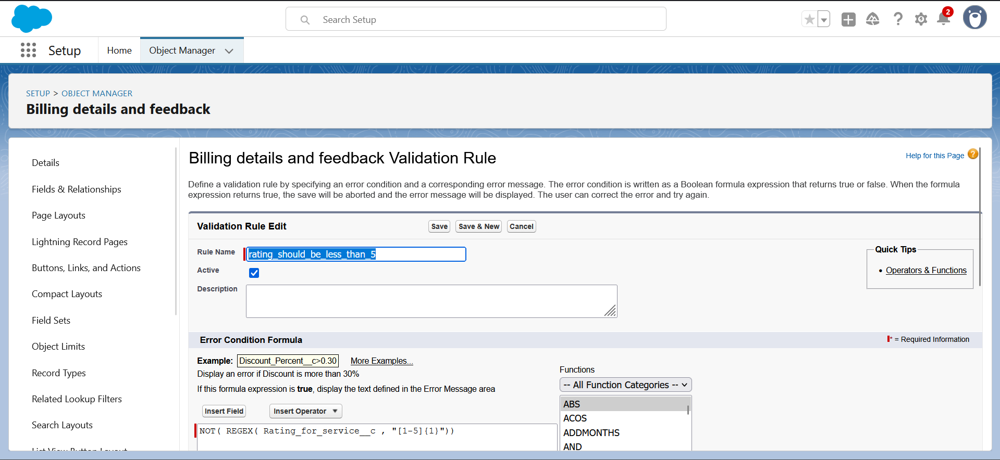 Search Setup
2
Setup
Home
Object Manager
SETUP > OBJECT MANAGER
Billing details and feedback
Details
Fields & Relationships
Page Layouts
Lightning Record Pages
Buttons, Links, and Actions
Compact Layouts
Field Sets
Object Limits
Record Types
Related Lookup Filters
Search Layouts
List View Button Layout
Billing details and feedback Validation Rule
Help for this Page ?
Define a validation rule by specifying an error condition and a corresponding error message. The error condition is written as a Boolean formula expression that returns true or false. When the formula
expression returns true, the save will be aborted and the error message will be displayed. The user can correct the error and try again.
Validation Rule Edit
Save
Save & New
Cancel
Rule Name
rating_should_be_less_than_5
Active
Description
Quick Tips
• Operators & Functions
Error Condition Formula
* = Required Information
Example: Discount_Percent__c>0.30 More Examples...
Display an error if Discount is more than 30%
If this formula expression is true, display the text defined in the Error Message area
Insert Field
Insert Operator
NOT( REGEX( Rating_for_service__c , "[1-5]{1}"))
Functions
-- All Function Categories --
ABS
ACOS
ADDMONTHS
AND